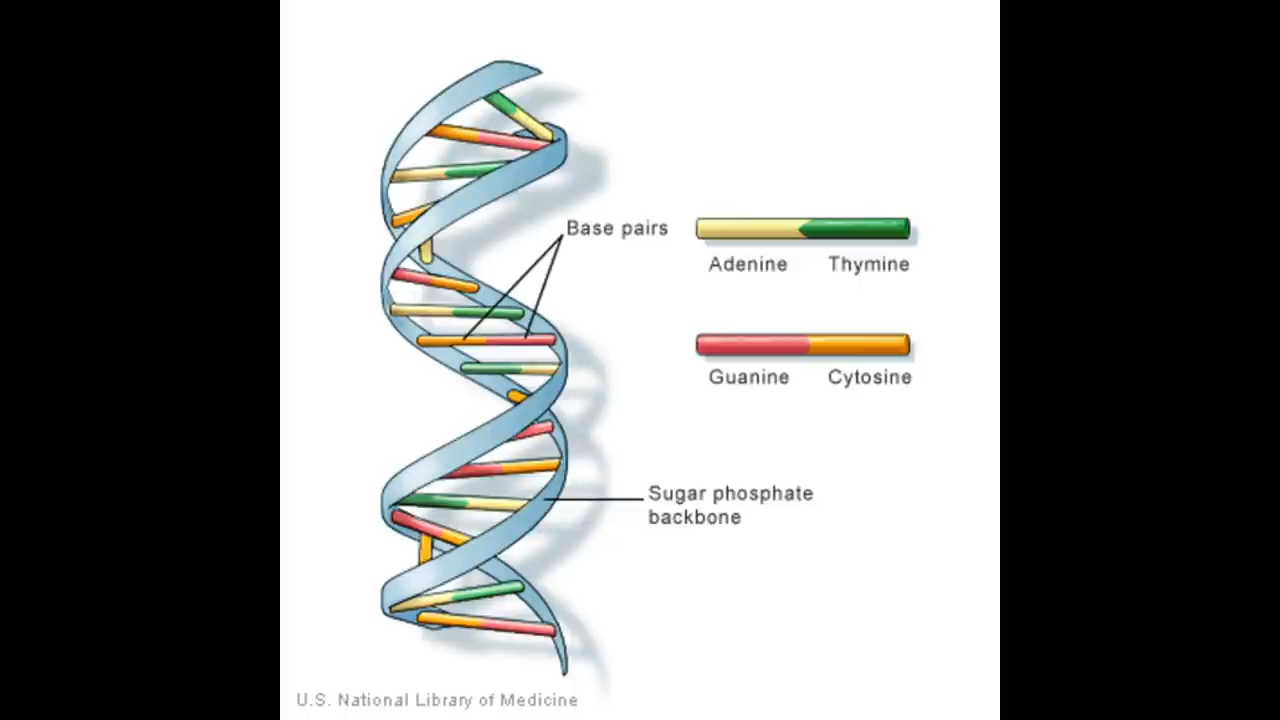 Base pairs
Adenine Thymine
Guanine Cytosine
Sugar phosphate
backbone
U.S. National Library of Medicine